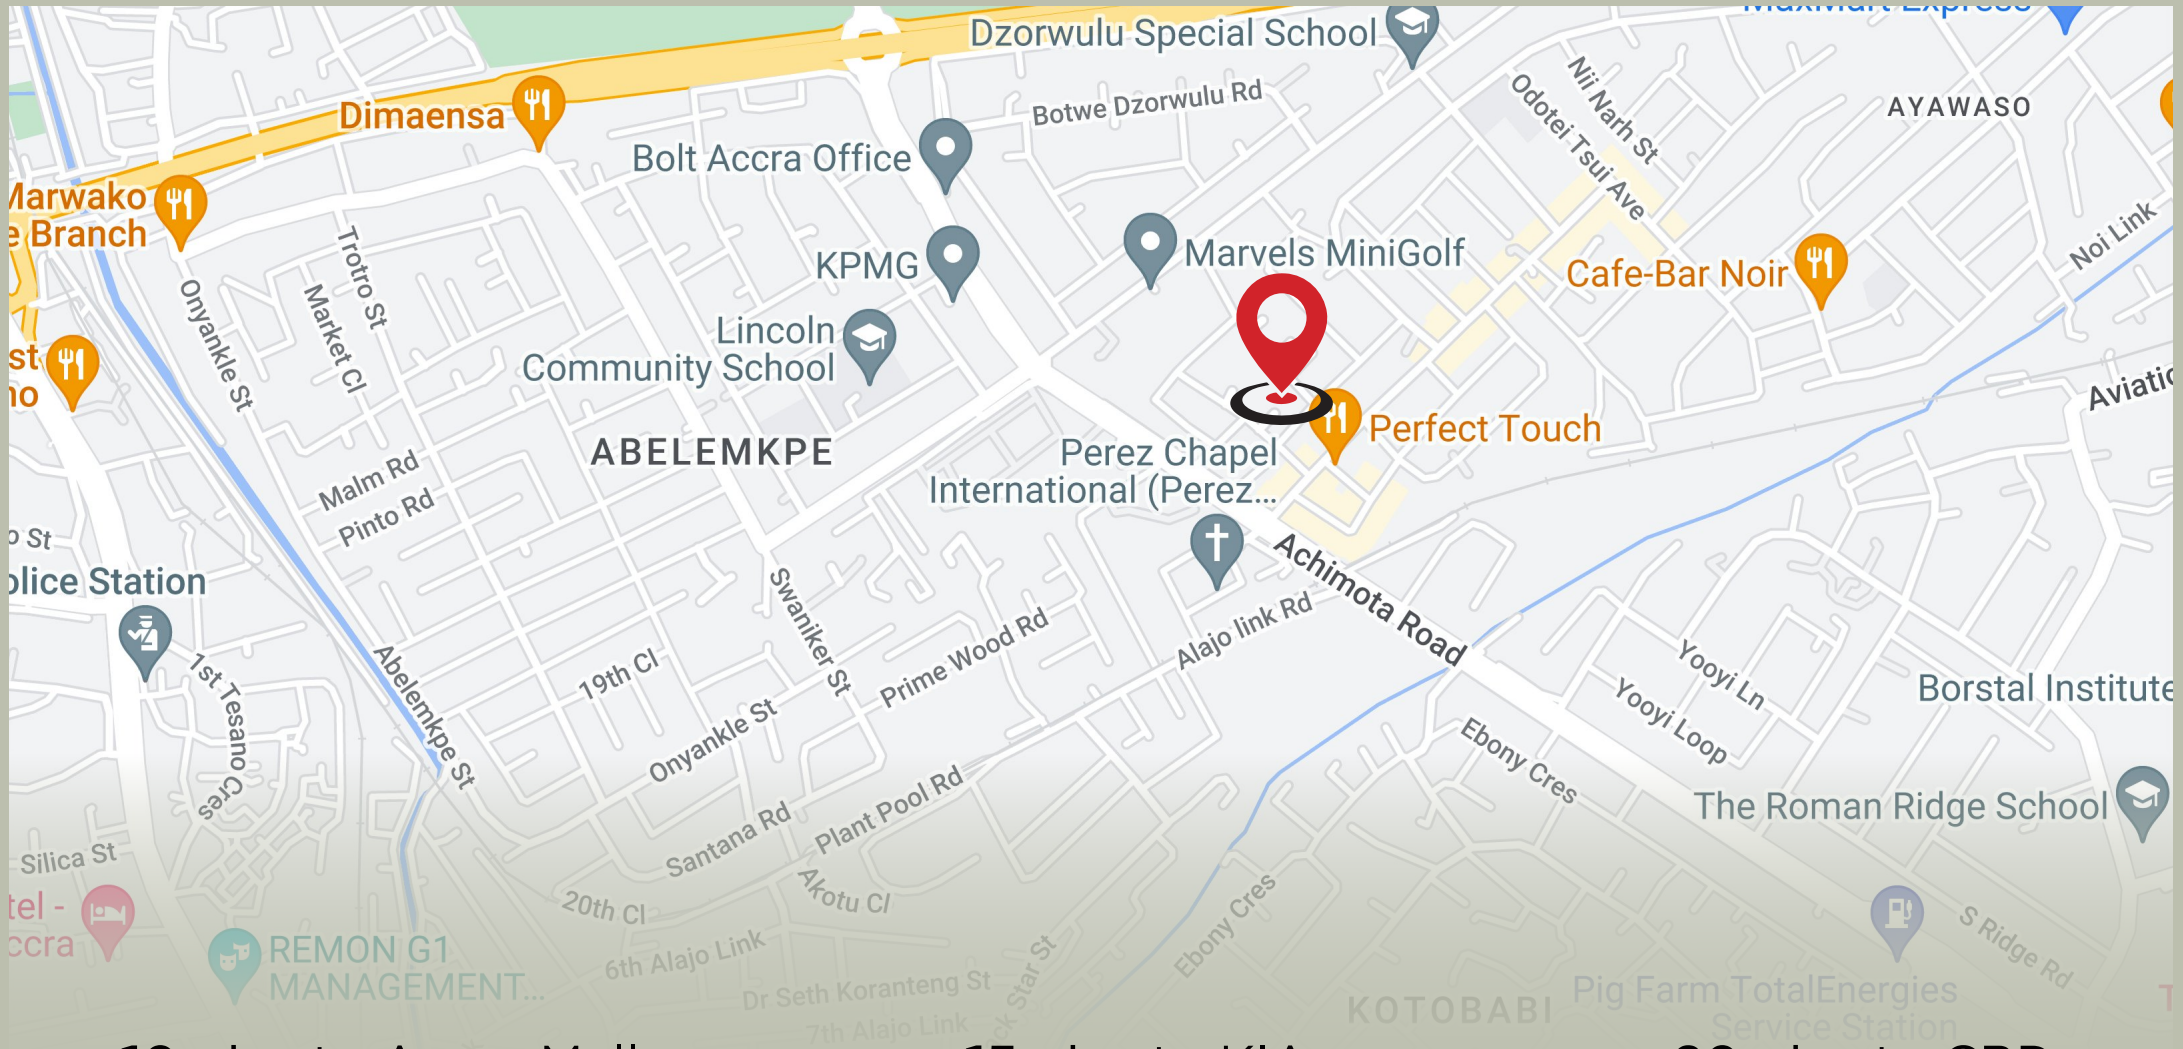 Dzorwulu Special School
Dimaensa
Botwe Dzorwulu Rd
Nii Narh St
Odotei Tsui Ave
AYAWASO
Bolt Accra Office
Marwako
Branch
Trotro St
KPMG
Marvels MiniGolf
Cafe-Bar Noir
Noi Link
Onyankle St
Market Cl
Lincoln
Community School
Perfect Touch
ABELEMKPE
Perez Chapel
International (Perez...
Malm Rd
Pinto Rd
St
Station
Achimota Road
Swaniker St
Alajo link Rd
Prime Wood Rd
1st Tesano Cres
Abelemkpe St
19th Cl
Onyankle St
Yooyi Ln
Yooyi Loop
Borstal Institute
Ebony Cres
The Roman Ridge School
Plant Pool Rd
Santana Rd
Silica St
20th Cl
Akotu Cl
Ebony Cres
S Ridge Rd
REMON G1
MANAGEMENT...
6th Alajo Link
Dr Seth Koranteng St
Star St
7th Alajo Link
KOTOBABI
Pig Farm TotalEnergies
Service Station